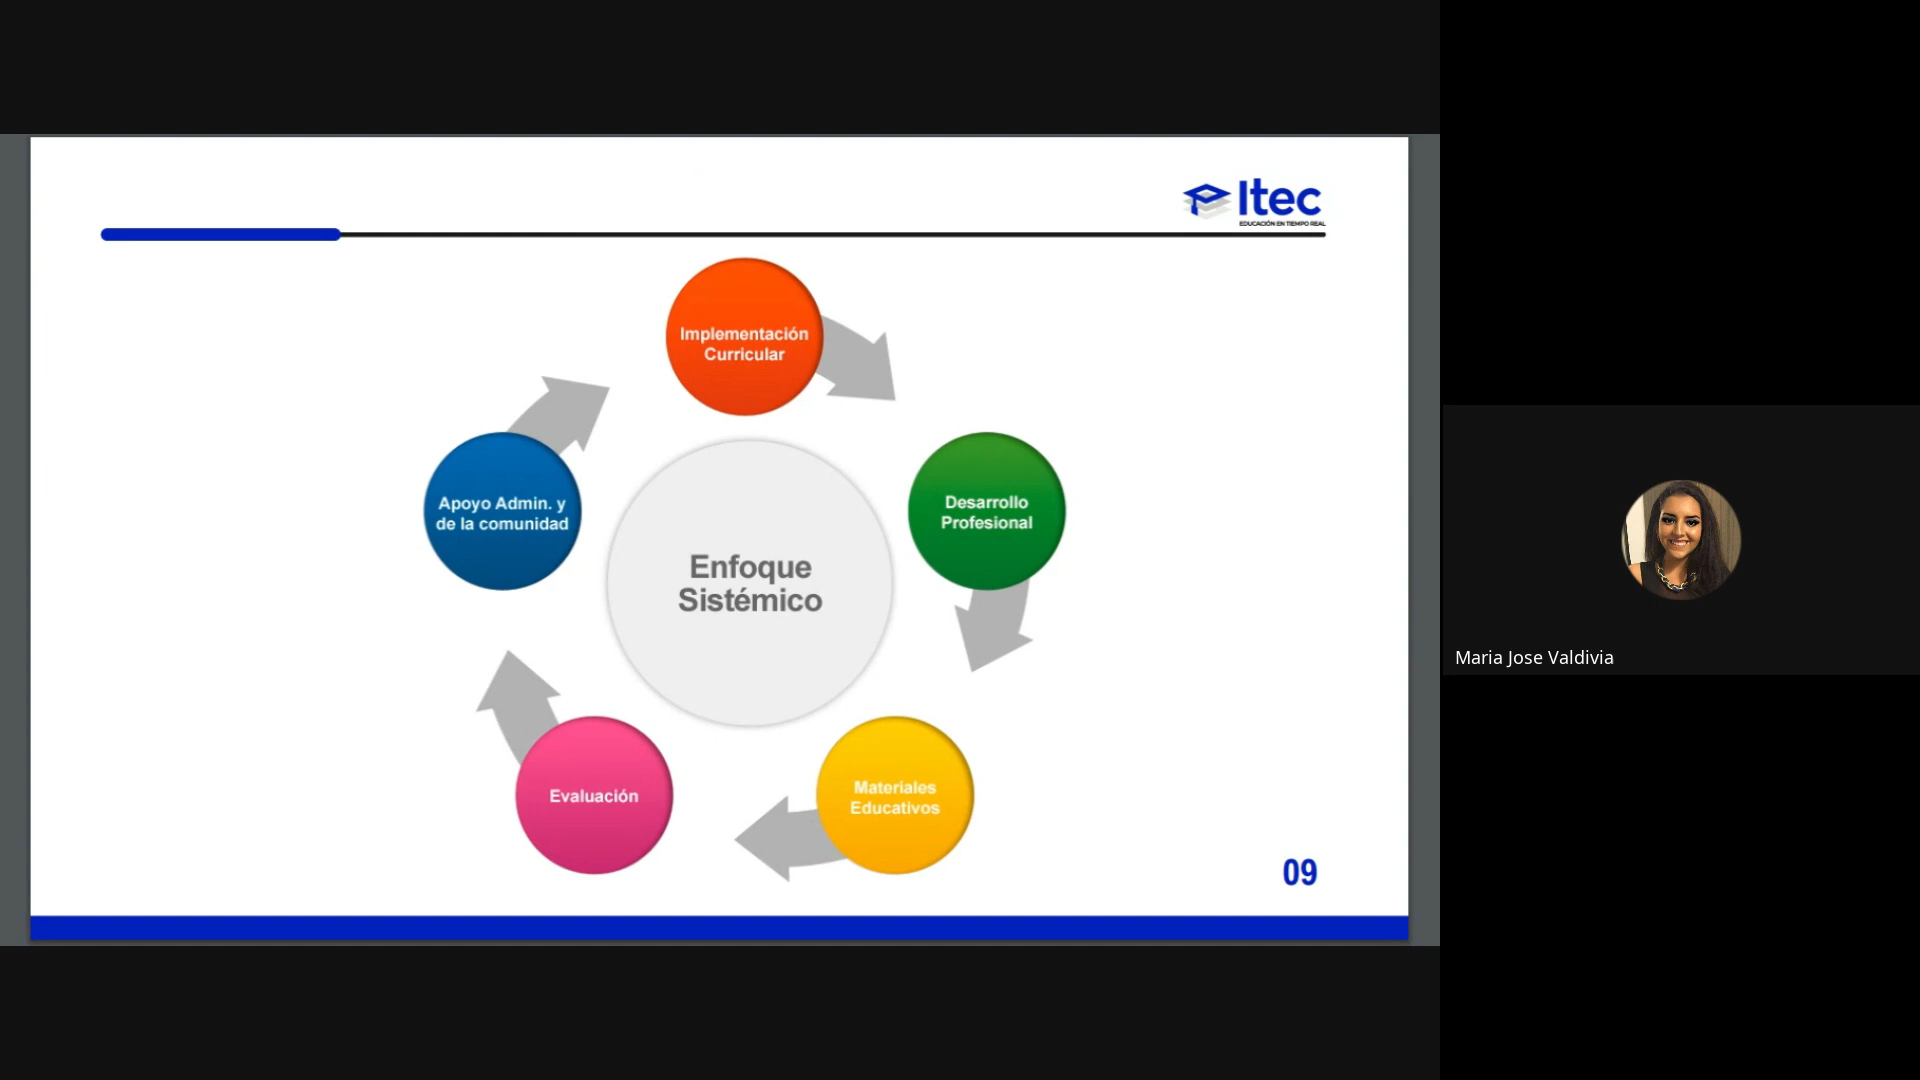 Itec
EDUCACIÓN EN TIEMPO REAL
Implementación
Curricular
Apoyo Admin. y
de la comunidad
Desarrollo
Profesional
Enfoque
Sistémico
Evaluación
Materiales
Educativos
09
Maria Jose Valdivia